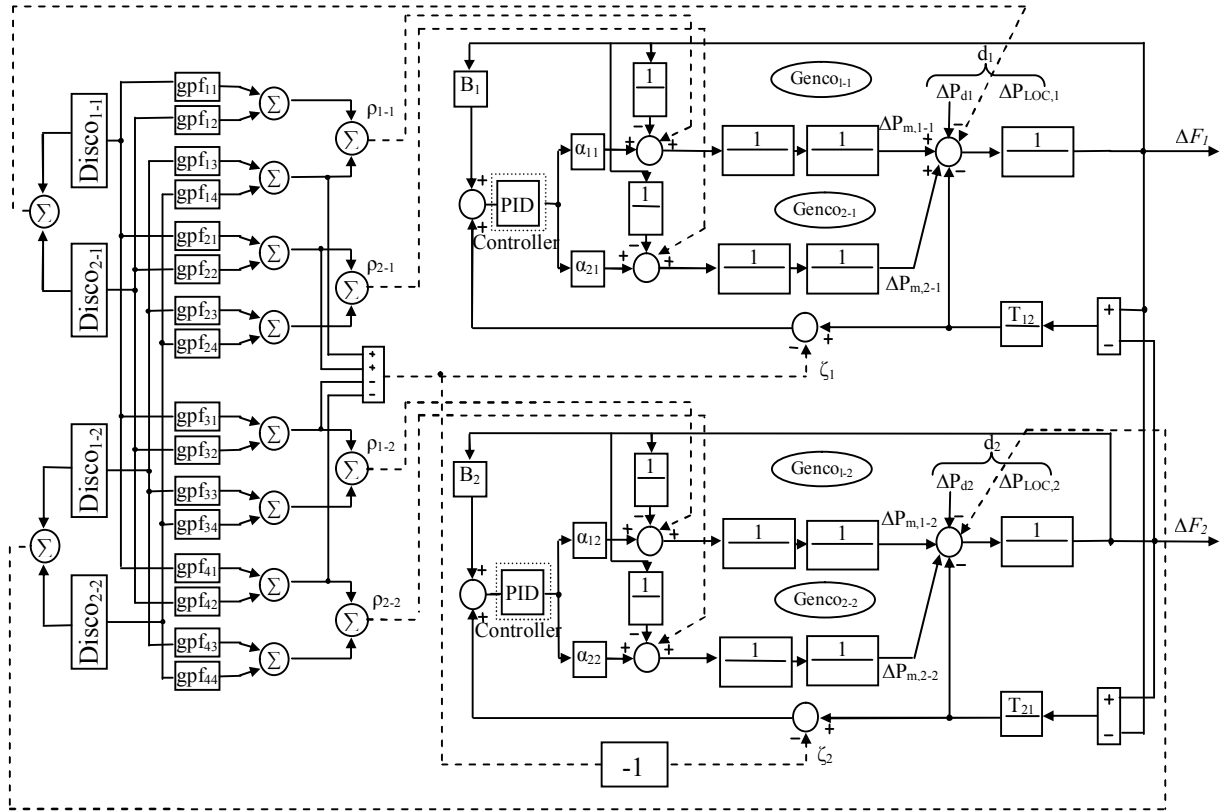 Disco1-1
Disco2-1
Disco1-2
Disco2-2
Σ
-
Σ
-
gpf11
gpf12
gpf13
gpf14
gpf21
gpf22
gpf23
gpf24
gpf31
gpf32
gpf33
gpf34
gpf41
gpf42
gpf43
gpf44
Σ
Σ
Σ
Σ
Σ
Σ
Σ
Σ
Σ
Σ
Σ
Σ
ρ1-1
ρ2-1
ρ1-2
ρ2-2
+
+
-
-
B1
+
+
PID
Controller
α11
α21
1
1
+
-
+
+
-
+
Genco1-1
1
1
ΔPm,1-1
Genco2-1
1
1
ΔPm,2-1
d1
ΔPd1
ΔPLOC,1
+
+
-
-
-
1
ΔF1
T12
+
-
-
+
ζ1
B2
+
+
PID
Controller
α12
α22
1
1
+
-
+
+
-
+
Genco1-2
1
1
ΔPm,1-2
Genco2-2
1
1
ΔPm,2-2
d2
ΔPd2
ΔPLOC,2
+
+
-
-
-
1
ΔF2
T21
+
-
-
+
ζ2
-1